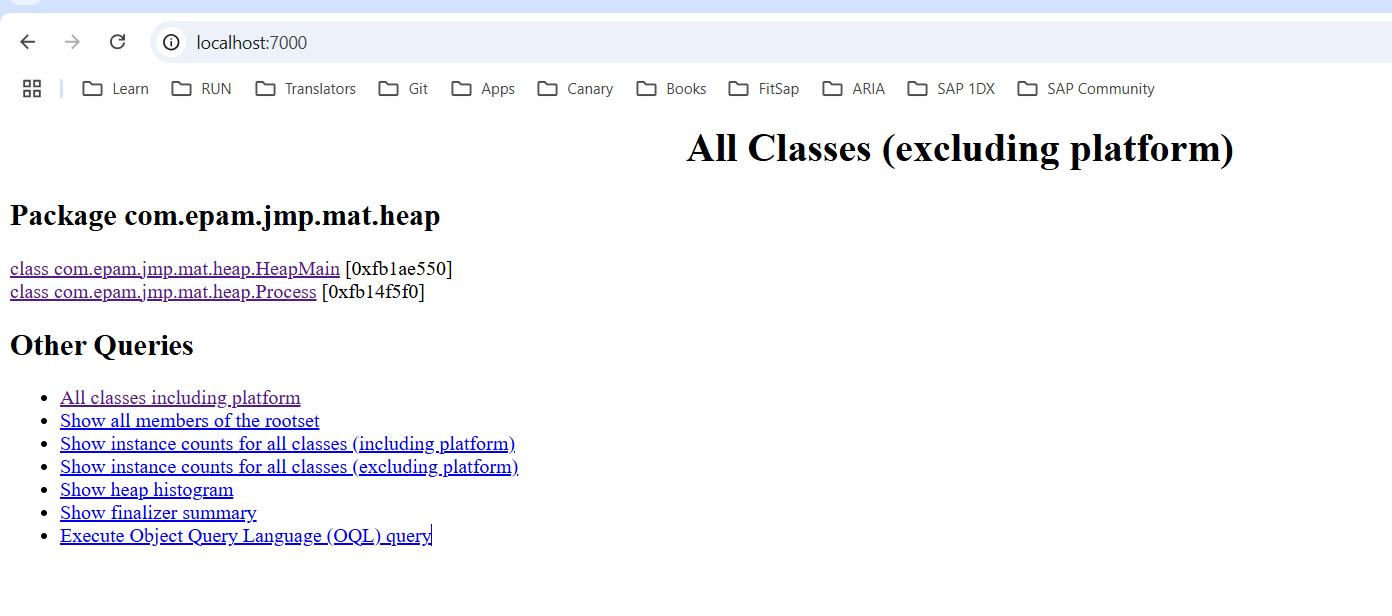 localhost:7000
Learn RUN Translators Git Apps Canary Books FitSap ARIA SAP 1DX SAP Community
All Classes (excluding platform)
Package com.epam.jmp.mat.heap
class com.epam.jmp.mat.heap.HeapMain [0xfb1ae550]
class com.epam.jmp.mat.heap.Process [0xfb14f5f0]
Other Queries
All classes including platform
Show all members of the rootset
Show instance counts for all classes (including platform)
Show instance counts for all classes (excluding platform)
Show heap histogram
Show finalizer summary
Execute Object Query Language (OQL) query